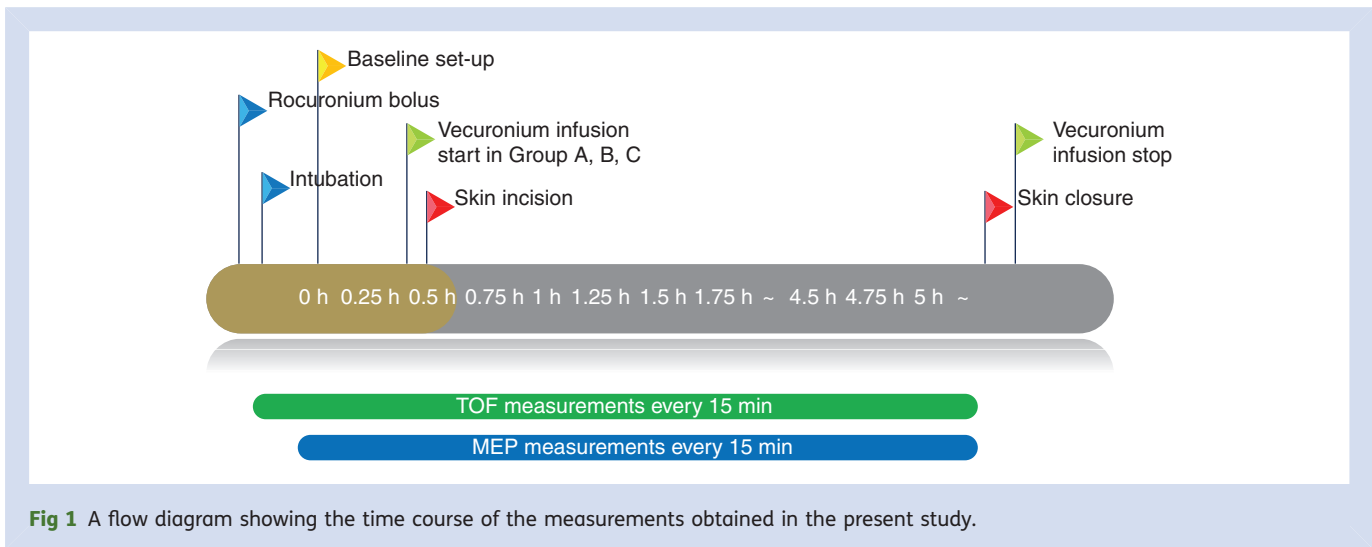 Baseline set-up
Rocuronium bolus
Vecuronium infusion
start in Group A, B, C
Vecuronium
infusion stop
Intubation
Skin incision
Skin closure
0 h 0.25 h 0.5 h 0.75 h 1 h 1.25 h 1.5 h 1.75 h ~ 4.5 h 4.75 h 5 h ~
TOF measurements every 15 min
MEP measurements every 15 min
Fig 1 A flow diagram showing the time course of the measurements obtained in the present study.